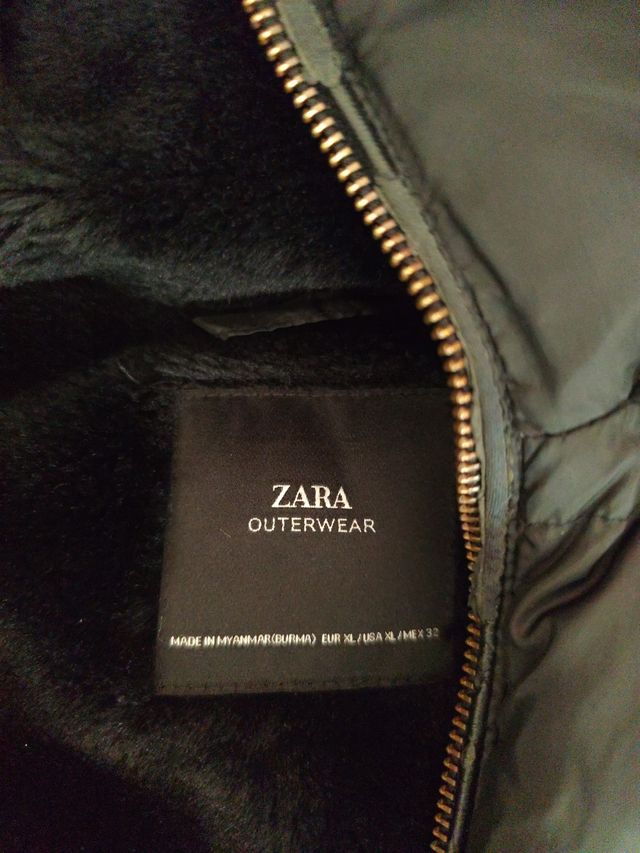 ZARA
OUTERWEAR
MADE IN MYANMAR(BURMA) EUR XL/USA XL/MEX 32